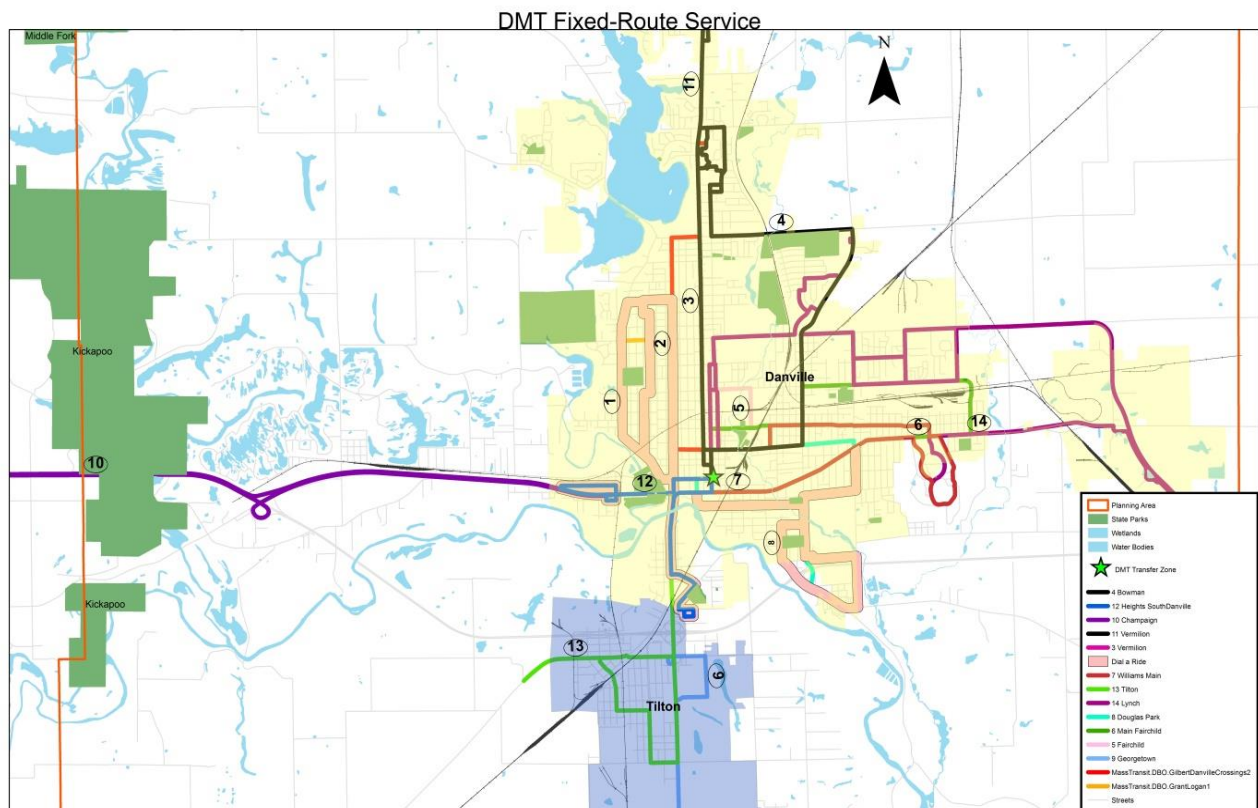 DMT Fixed-Route Service
Middle Fork
N
11
4
3
Kickapoo
2
Danville
1
5
6
14
10
12
7
8
Kickapoo
13
9
Tilton
Planning Area
State Parks
Wetlands
Water Bodies
DMT Transfer Zone
4 Bowman
12 Heights SouthDanville
10 Champaign
11 Vermilion
3 Vermilion
Dial a Ride
7 Williams Main
13 Tilton
14 Lynch
8 Douglas Park
6 Main Fairchild
5 Fairchild
9 Georgetown
MassTransit.DBO.GilbertDanvilleCrossings2
MassTransit.DBO.GrantLogan1
Streets